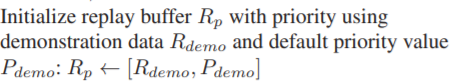 Initialize replay buffer R_p with priority using
demonstration data R_demo and default priority value
P_demo: R_p ← [R_demo, P_demo]